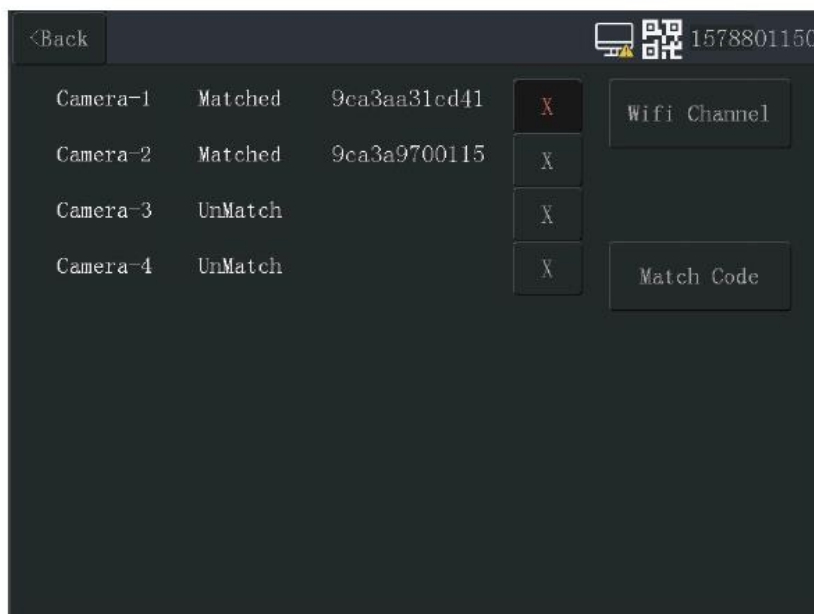 <Back 1578801150
Camera-1 Matched 9ca3aa31cd41 X Wifi Channel
Camera-2 Matched 9ca3a9700115 X
Camera-3 UnMatch X
Camera-4 UnMatch X Match Code